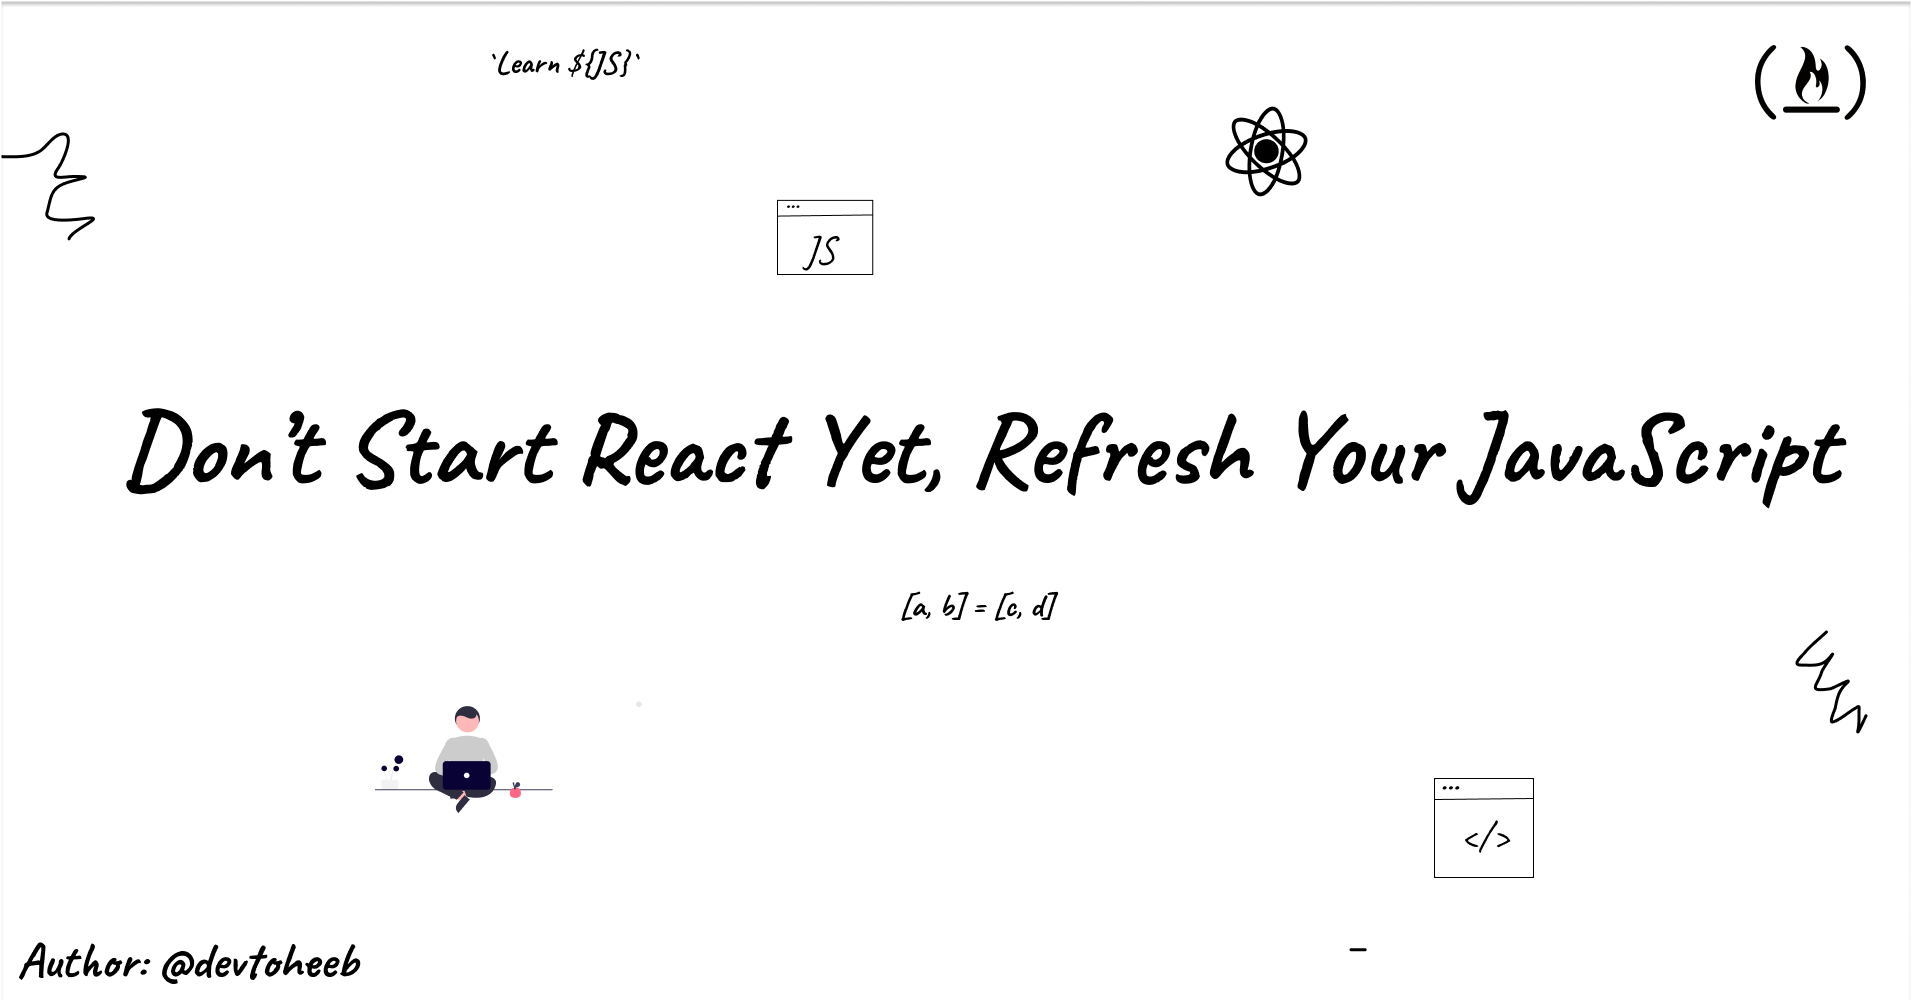 `Learn ${JS}`
JS
Don't Start React Yet, Refresh Your JavaScript
[a, b] = [c, d]
</>
Author: @devtoheeb